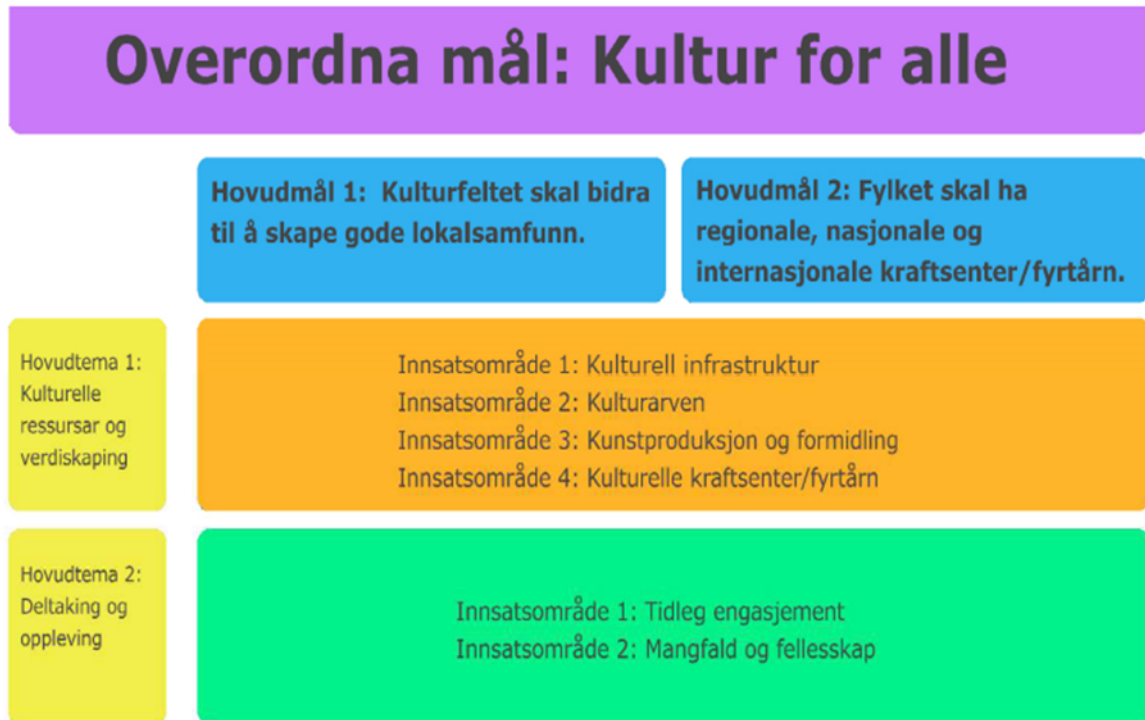 Overordna mål: Kultur for alle
Hovudmål 1: Kulturfeltet skal bidra
til å skape gode lokalsamfunn.
Hovudmål 2: Fylket skal ha
regionale, nasjonale og
internasjonale kraftsenter/fyrtårn.
Hovudtema 1:
Kulturelle
ressursar og
verdiskaping
Innsatsområde 1: Kulturell infrastruktur
Innsatsområde 2: Kulturarven
Innsatsområde 3: Kunstproduksjon og formidling
Innsatsområde 4: Kulturelle kraftsenter/fyrtårn
Hovudtema 2:
Deltaking og
oppleving
Innsatsområde 1: Tidleg engasjement
Innsatsområde 2: Mangfald og fellesskap